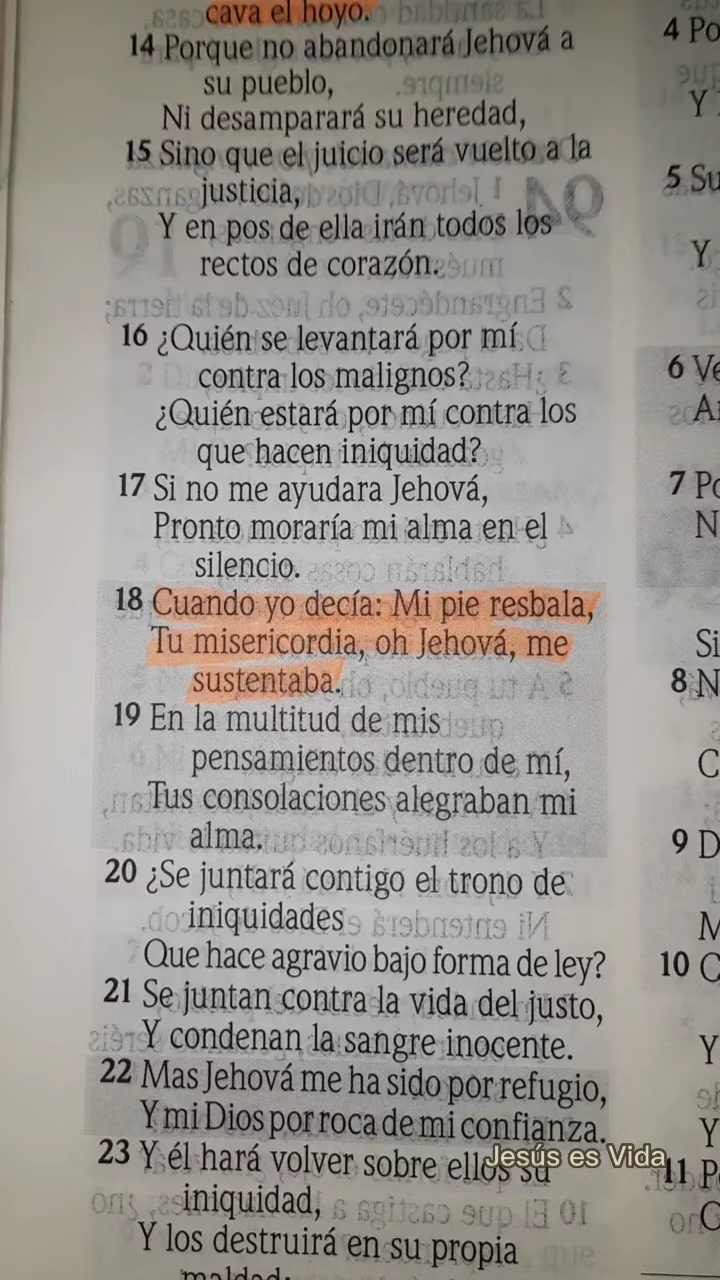 cava el hoyo.
14 Porque no abandonará Jehová a
su pueblo,
Ni desamparará su heredad,
15 Sino que el juicio será vuelto a la
justicia,
Y en pos de ella irán todos los
rectos de corazón.
16 ¿Quién se levantará por mí
contra los malignos?
¿Quién estará por mí contra los
que hacen iniquidad?
17 Si no me ayudara Jehová,
Pronto moraría mi alma en el
silencio.
18 Cuando yo decía: Mi pie resbala,
Tu misericordia, oh Jehová, me
sustentaba.
19 En la multitud de mis
pensamientos dentro de mí,
Tus consolaciones alegraban mi
alma.
20 ¿Se juntará contigo el trono de
iniquidades
Que hace agravio bajo forma de ley?
21 Se juntan contra la vida del justo,
Y condenan la sangre inocente.
22 Mas Jehová me ha sido por refugio,
Y mi Dios por roca de mi confianza.
23 Y él hará volver sobre ellos su
iniquidad,
Y los destruirá en su propia
Jesús es Vida
4
Y
5
Y
6
7
8
9
10
Y
Y
11